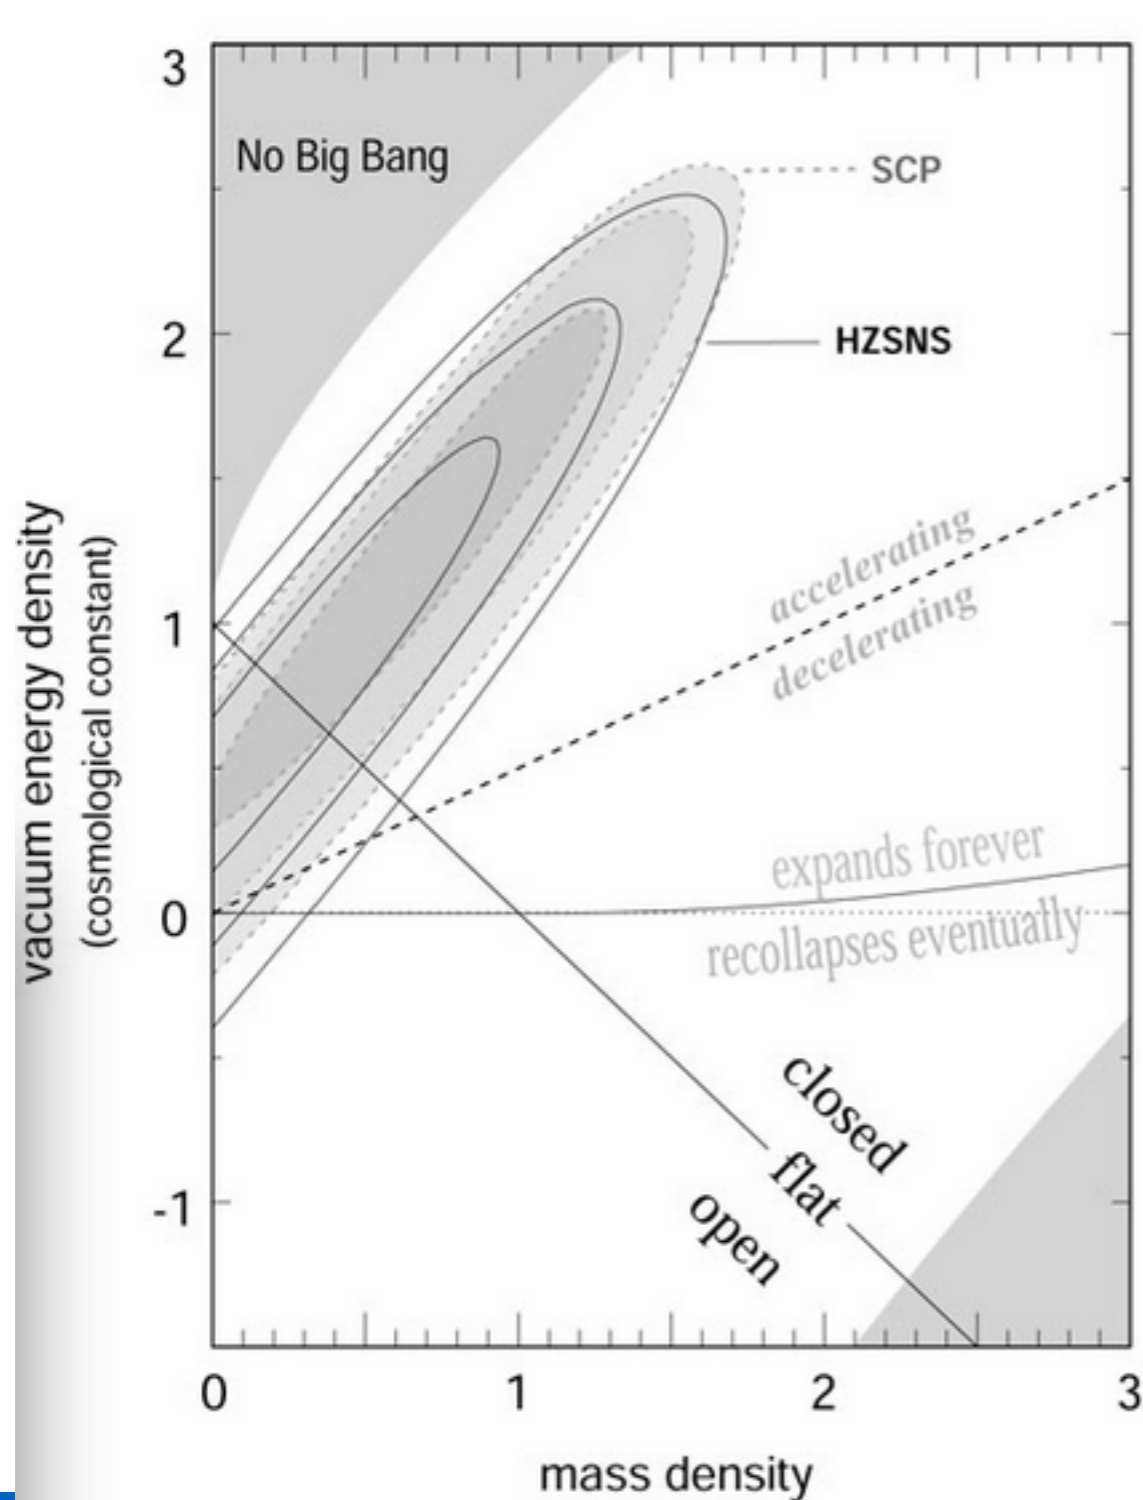 3
No Big Bang
SCP
2
HZSNS
accelerating
decelerating
1
vacuum energy density
(cosmological constant)
expands forever
0
recollapses eventually
closed
flat
open
-1
0 1 2 3
mass density